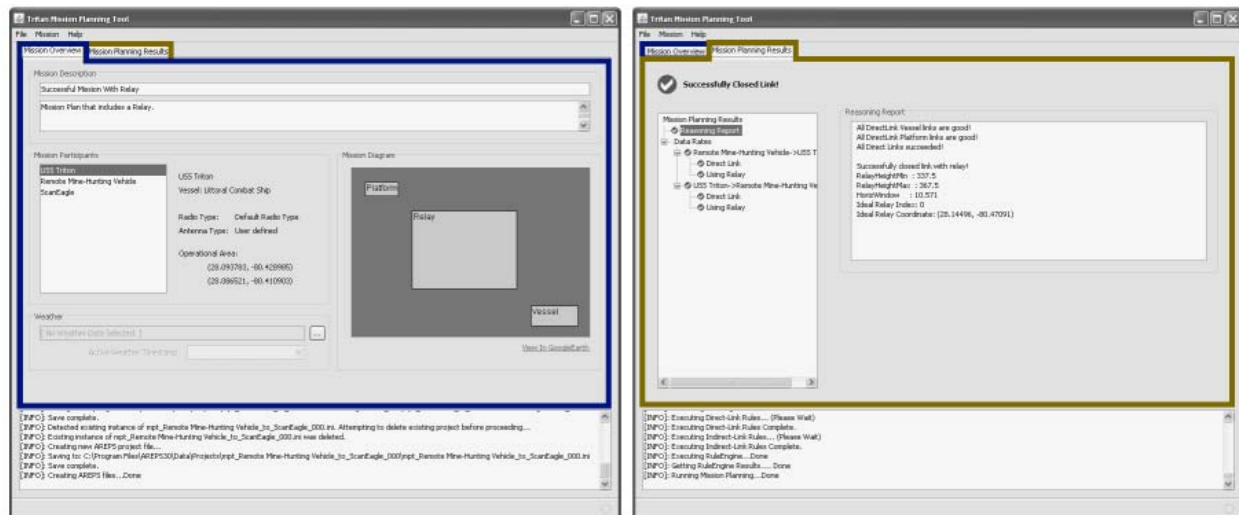 Tritan Mission Planning Tool
File Mission Help
Mission Overview Mission Planning Results
Mission Description
Successful Mission With Relay
Mission Plan that includes a Relay.
Mission Participants
USS Triton
Remote Mine-Hunting Vehicle
ScanEagle
USS Triton
Vessel: Littoral Combat Ship
Radio Type: Default Radio Type
Antenna Type: User defined
Operational Area:
(28.093783, -80.428985)
(28.086521, -80.410903)
Mission Diagram
Platform
Relay
Vessel
View In GoogleEarth
Weather
[ No Weather Data Selected. ]
...
Active Weather Timestamp:
[INFO]: Save complete.
[INFO]: Detected existing instance of mpt_Remote Mine-Hunting Vehicle_to_ScanEagle_000.ini. Attempting to delete existing project before proceeding...
[INFO]: Existing instance of mpt_Remote Mine-Hunting Vehicle_to_ScanEagle_000.ini was deleted.
[INFO]: Creating new AREPS project file...
[INFO]: Saving to: C:\Program Files\AREPS30\Data\Projects\mpt_Remote Mine-Hunting Vehicle_to_ScanEagle_000\mpt_Remote Mine-Hunting Vehicle_to_ScanEagle_000.ini
[INFO]: Save complete.
[INFO]: Creating AREPS files...Done
Tritan Mission Planning Tool
File Mission Help
Mission Overview Mission Planning Results
Successfully Closed Link!
Mission Planning Results
Reasoning Report
Data Rates
Remote Mine-Hunting Vehicle->USS T
Direct Link
Using Relay
USS Triton->Remote Mine-Hunting Ve
Direct Link
Using Relay
Reasoning Report
All DirectLink Vessel links are good!
All DirectLink Platform links are good!
All Direct Links succeeded!
Successfully closed link with relay!
RelayHeightMin : 337.5
RelayHeightMax : 367.5
HorizWindow : 10.571
Ideal Relay Index: 0
Ideal Relay Coordinate: (28.14496, -80.47091)
[INFO]: Executing Direct-Link Rules... (Please Wait)
[INFO]: Executing Direct-Link Rules Complete.
[INFO]: Executing Indirect-Link Rules... (Please Wait)
[INFO]: Executing Indirect-Link Rules Complete.
[INFO]: Executing RuleEngine...Done
[INFO]: Getting RuleEngine Results..... Done
[INFO]: Running Mission Planning...Done